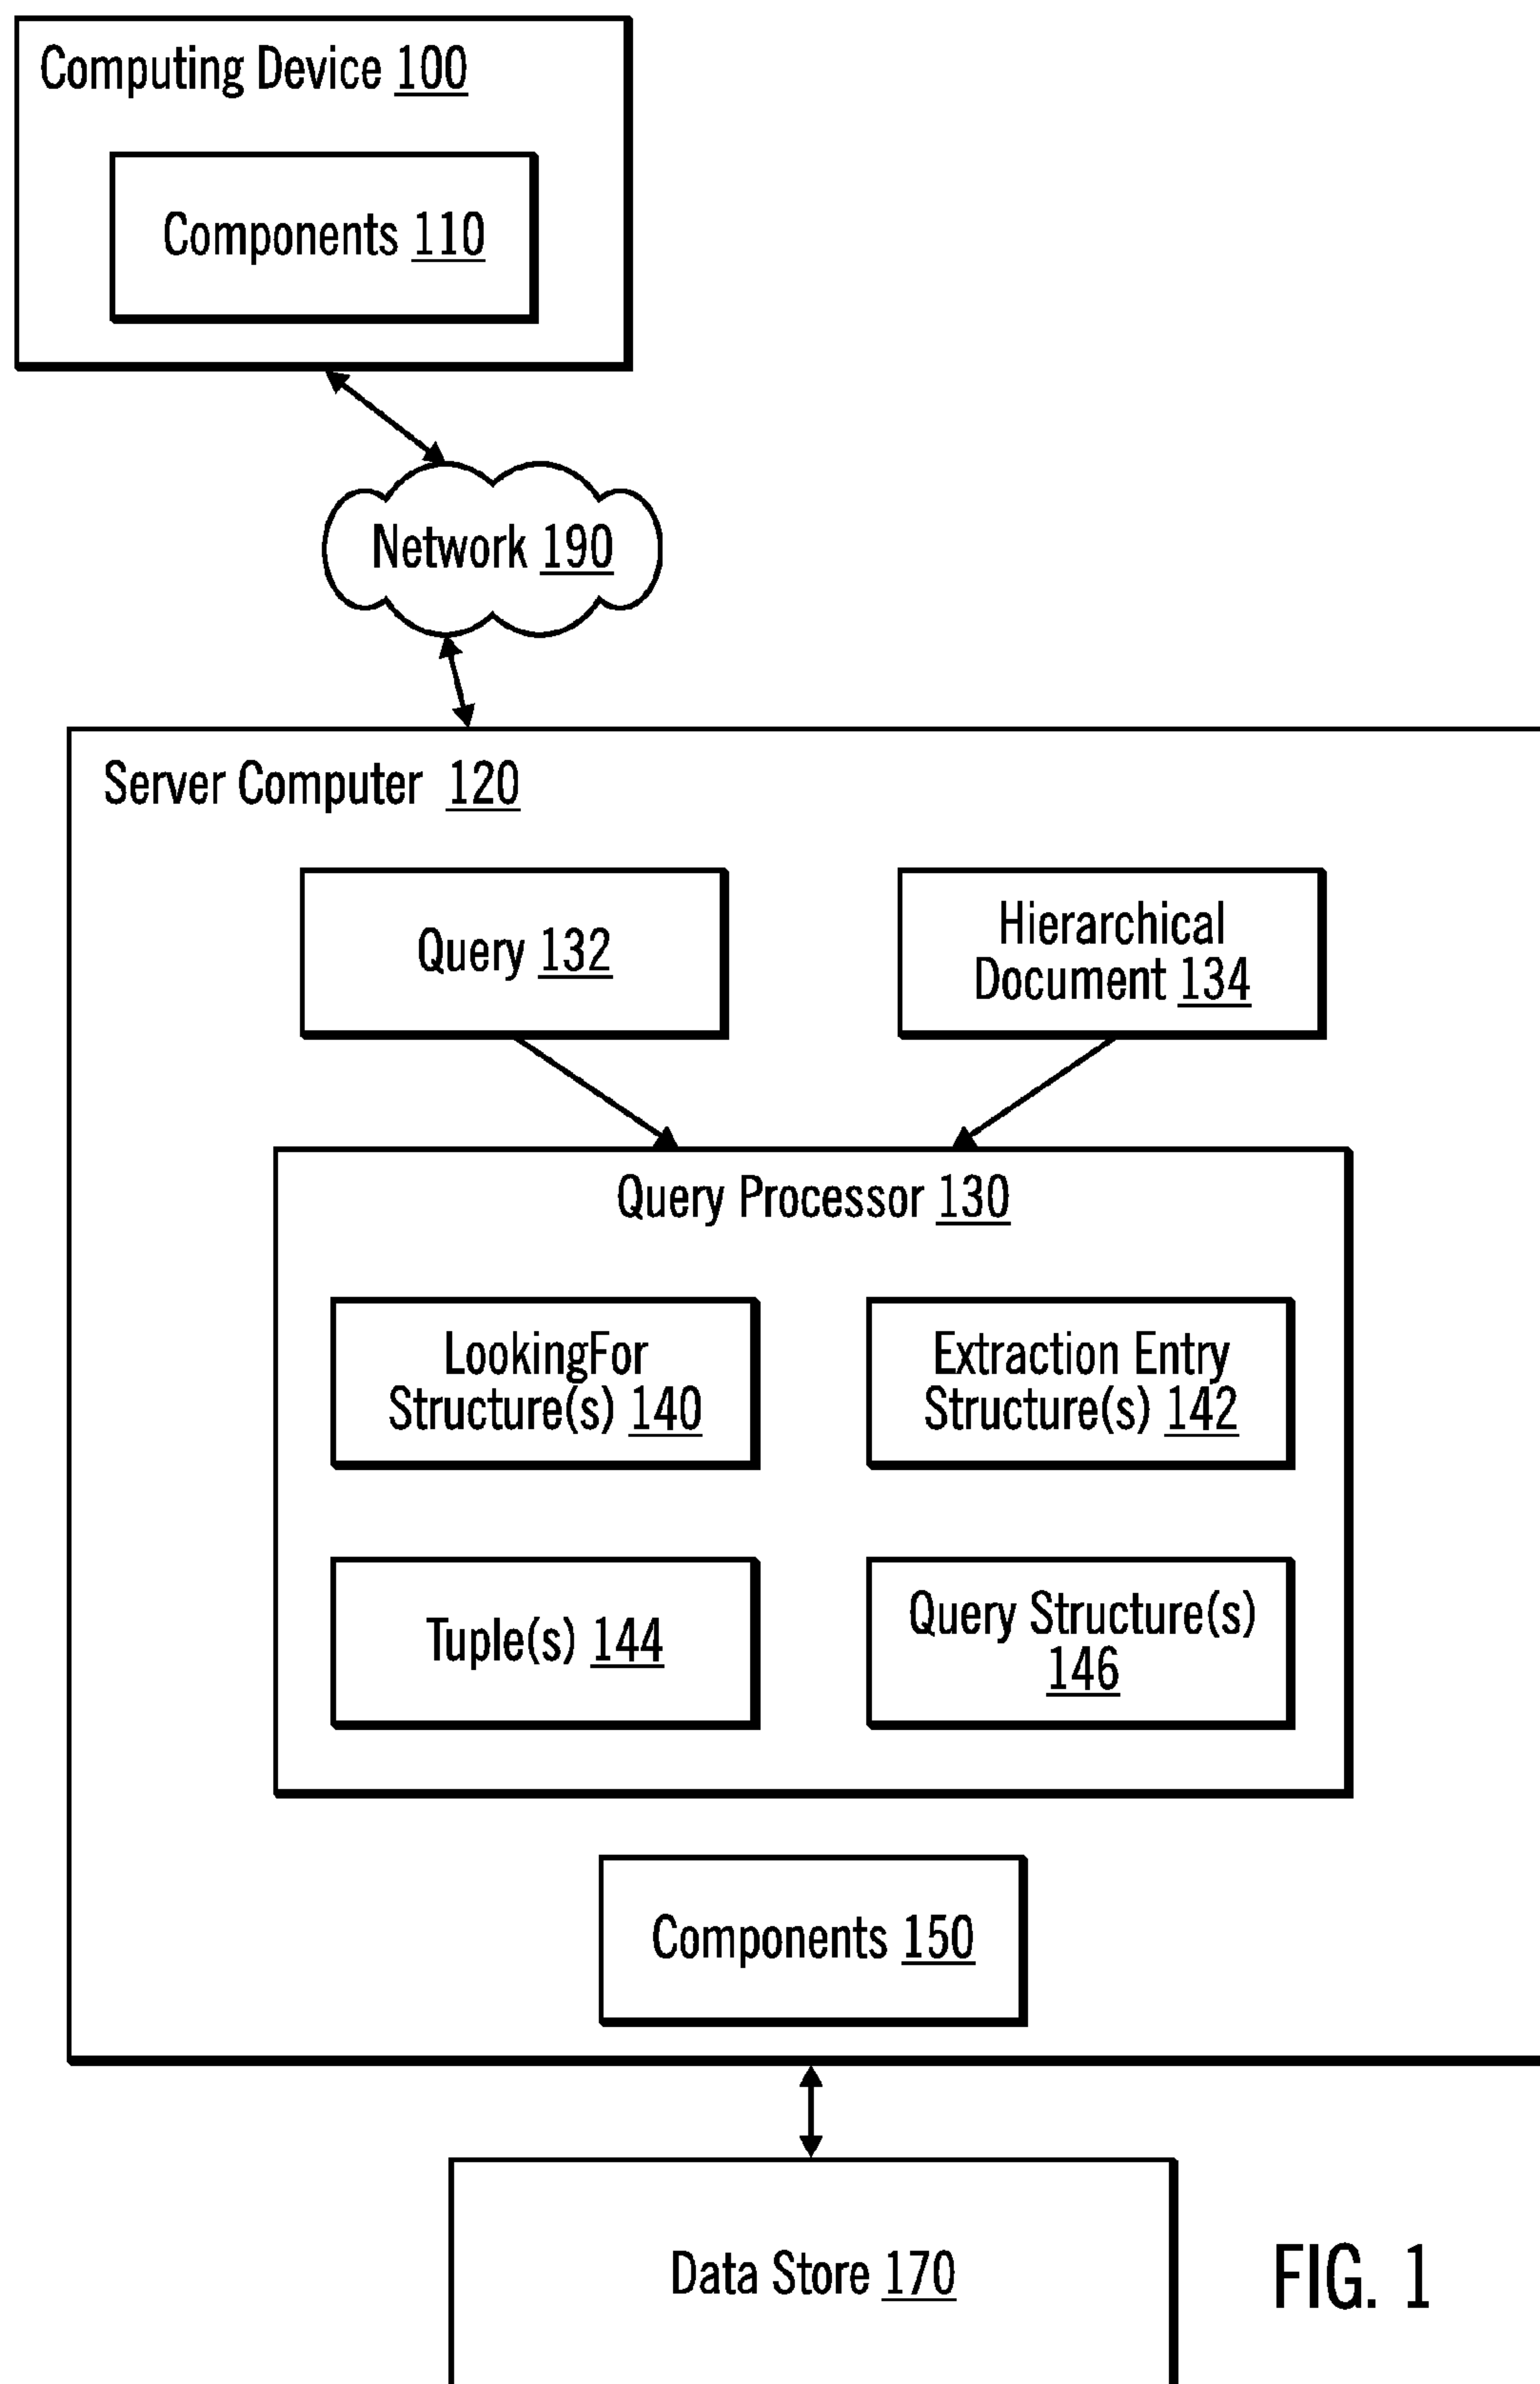 Computing Device 100
Components 110
Network 190
Server Computer 120
Query 132
Hierarchical
Document 134
Query Processor 130
LookingFor
Structure(s) 140
Extraction Entry
Structure(s) 142
Tuple(s) 144
Query Structure(s)
146
Components 150
Data Store 170
FIG. 1